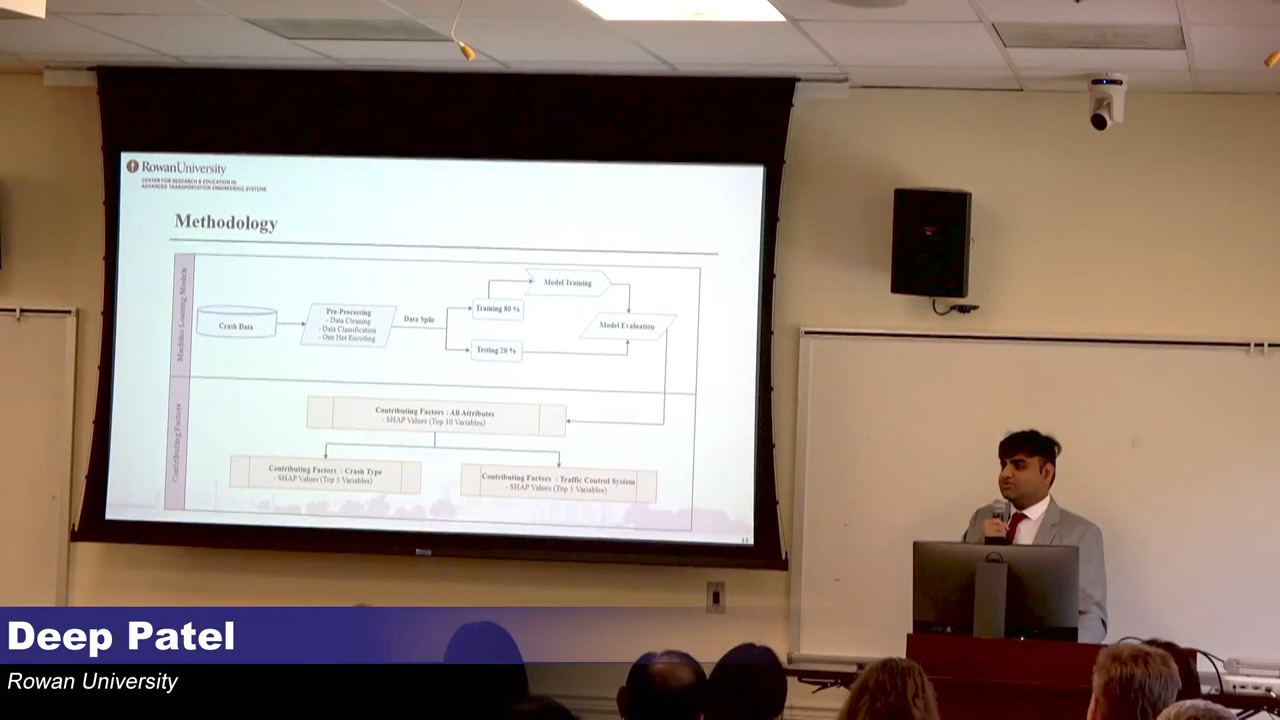 RowanUniversity
CENTER FOR RESEARCH & EDUCATION IN
ADVANCED TRANSPORTATION ENGINEERING SYSTEMS
Methodology
Machine Learning Models
Crash Data
Pre-Processing
- Data Cleaning
- Data Classification
- One Hot Encoding
Data Split
Training 80 %
Testing 20 %
Model Training
Model Evaluation
Contributing Factors
Contributing Factors : All Attributes
- SHAP Values (Top 10 Variables)
Contributing Factors : Crash Type
- SHAP Values (Top 5 Variables)
Contributing Factors : Traffic Control System
- SHAP Values (Top 5 Variables)
DELL
Deep Patel
Rowan University